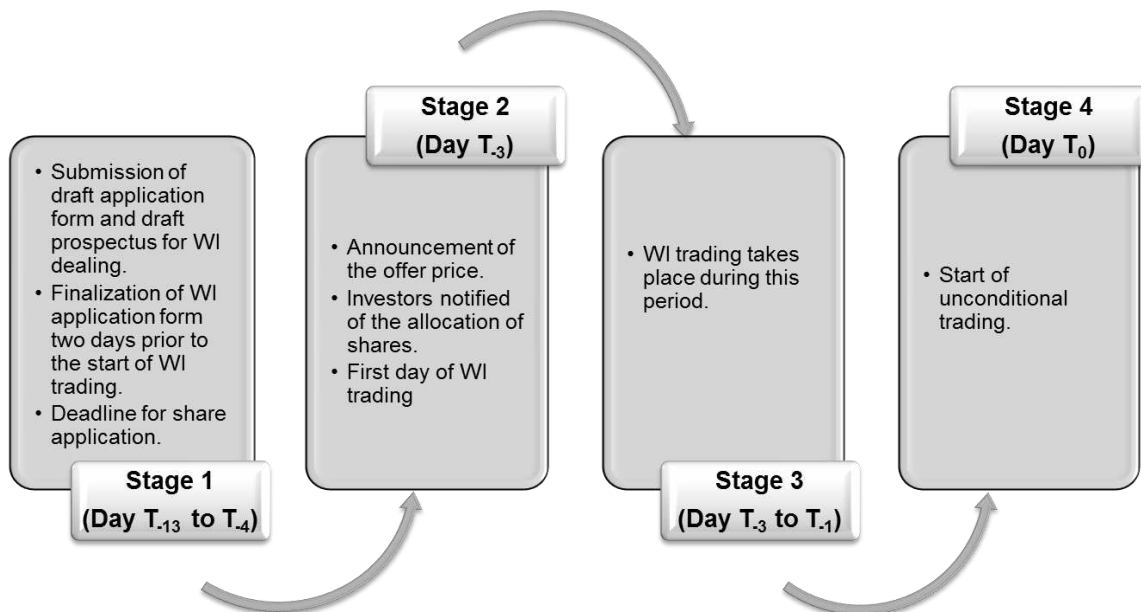 • Submission of
draft application
form and draft
prospectus for WI
dealing.
• Finalization of WI
application form
two days prior to
the start of WI
trading.
• Deadline for share
application.
Stage 1
(Day T-13 to T-4)
Stage 2
(Day T-3)
• Announcement of
the offer price.
• Investors notified
of the allocation of
shares.
• First day of WI
trading
• WI trading takes
place during this
period.
Stage 3
(Day T-3 to T-1)
Stage 4
(Day T0)
• Start of
unconditional
trading.